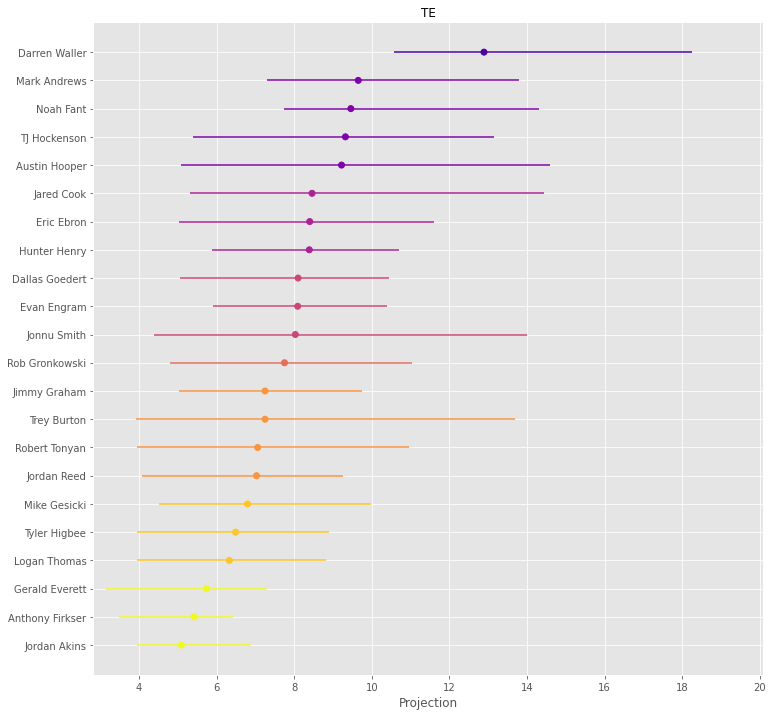 TE
Darren Waller
Mark Andrews
Noah Fant
TJ Hockenson
Austin Hooper
Jared Cook
Eric Ebron
Hunter Henry
Dallas Goedert
Evan Engram
Jonnu Smith
Rob Gronkowski
Jimmy Graham
Trey Burton
Robert Tonyan
Jordan Reed
Mike Gesicki
Tyler Higbee
Logan Thomas
Gerald Everett
Anthony Firkser
Jordan Akins
4 6 8 10 12 14 16 18 20
Projection